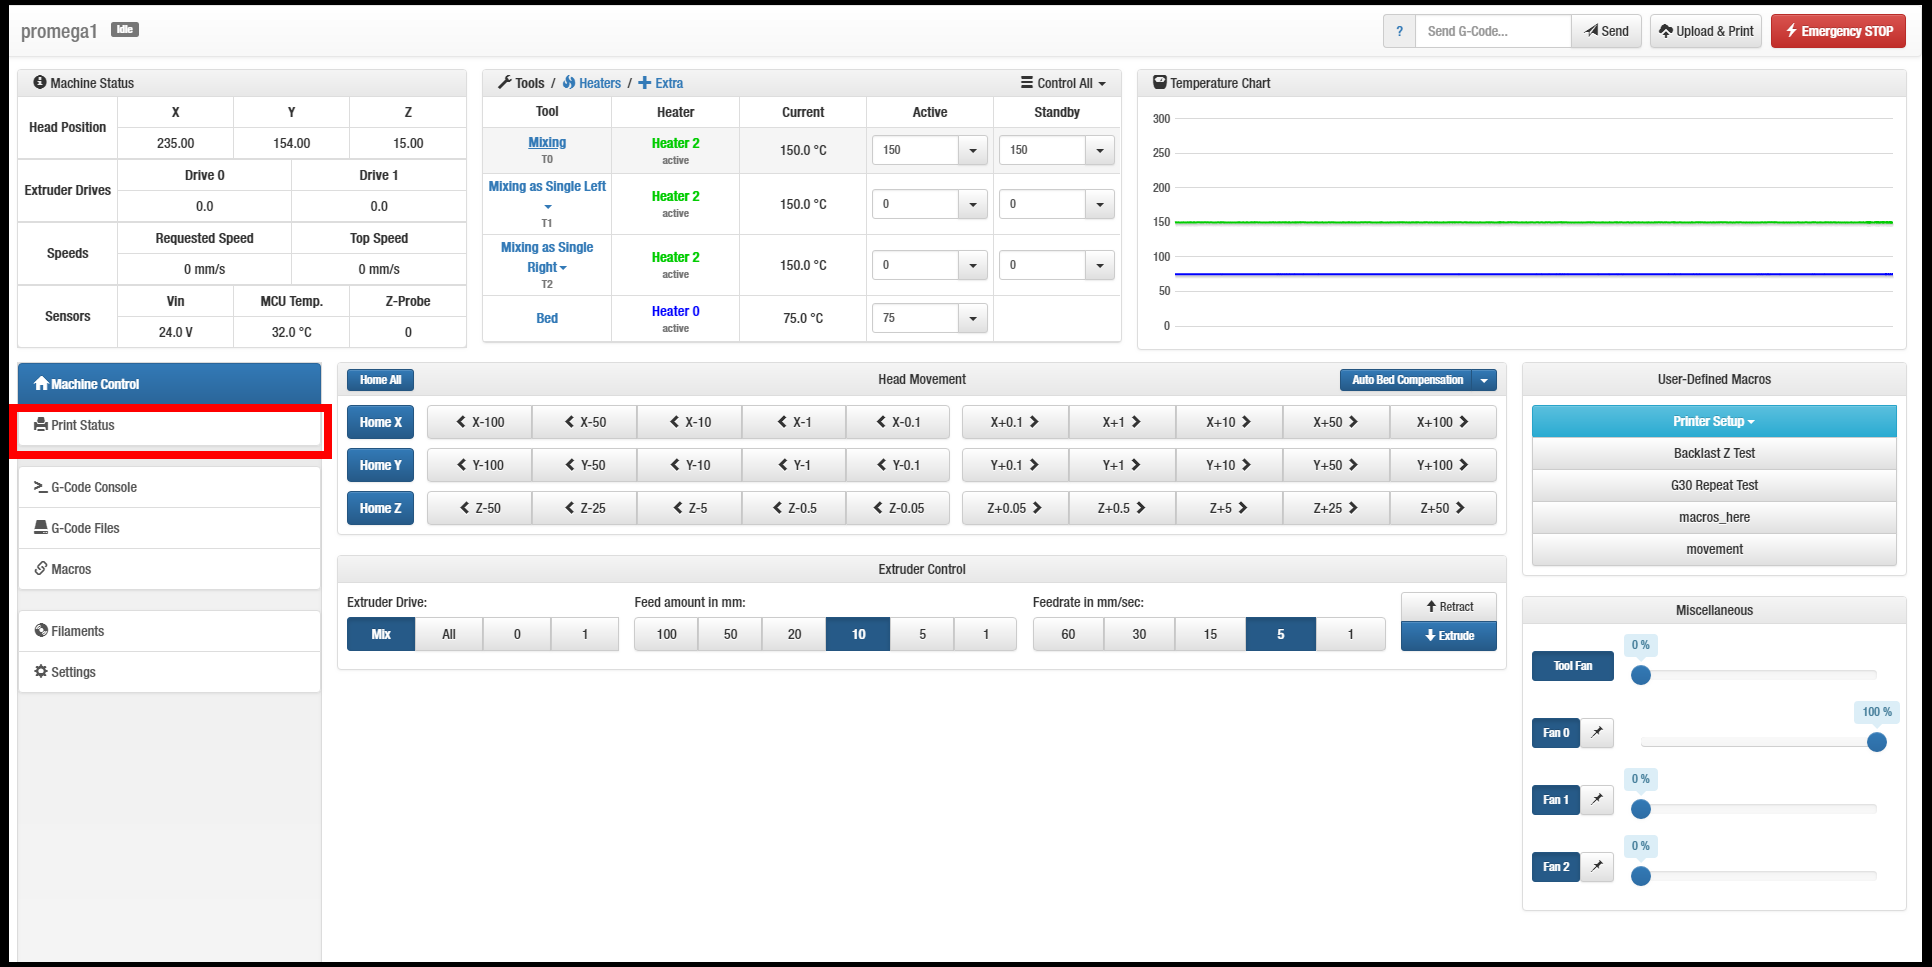 promega1 Idle
? Send G-Code... Send Upload & Print Emergency STOP
Machine Status
X Y Z
Head Position
235.00 154.00 15.00
Drive 0 Drive 1
Extruder Drives
0.0 0.0
Requested Speed Top Speed
Speeds
0 mm/s 0 mm/s
Vin MCU Temp. Z-Probe
Sensors
24.0 V 32.0 °C 0
Tools / Heaters / Extra Control All
Tool Heater Current Active Standby
Mixing Heater 2 150.0 °C 150 150
T0 active
Mixing as Single Left Heater 2 150.0 °C 0 0
T1 active
Mixing as Single
Right Heater 2 150.0 °C 0 0
T2 active
Bed Heater 0 75.0 °C 75
active
Temperature Chart
300
250
200
150
100
50
0
Machine Control
Print Status
G-Code Console
G-Code Files
Macros
Filaments
Settings
Home All Head Movement Auto Bed Compensation
Home X X-100 X-50 X-10 X-1 X-0.1 X+0.1 X+1 X+10 X+50 X+100
Home Y Y-100 Y-50 Y-10 Y-1 Y-0.1 Y+0.1 Y+1 Y+10 Y+50 Y+100
Home Z Z-50 Z-25 Z-5 Z-0.5 Z-0.05 Z+0.05 Z+0.5 Z+5 Z+25 Z+50
Extruder Control
Extruder Drive: Feed amount in mm: Feedrate in mm/sec:
Mix All 0 1 100 50 20 10 5 1 60 30 15 5 1
Retract
Extrude
User-Defined Macros
Printer Setup
Backlast Z Test
G30 Repeat Test
macros_here
movement
Miscellaneous
0 %
Tool Fan
100 %
Fan 0
0 %
Fan 1
0 %
Fan 2